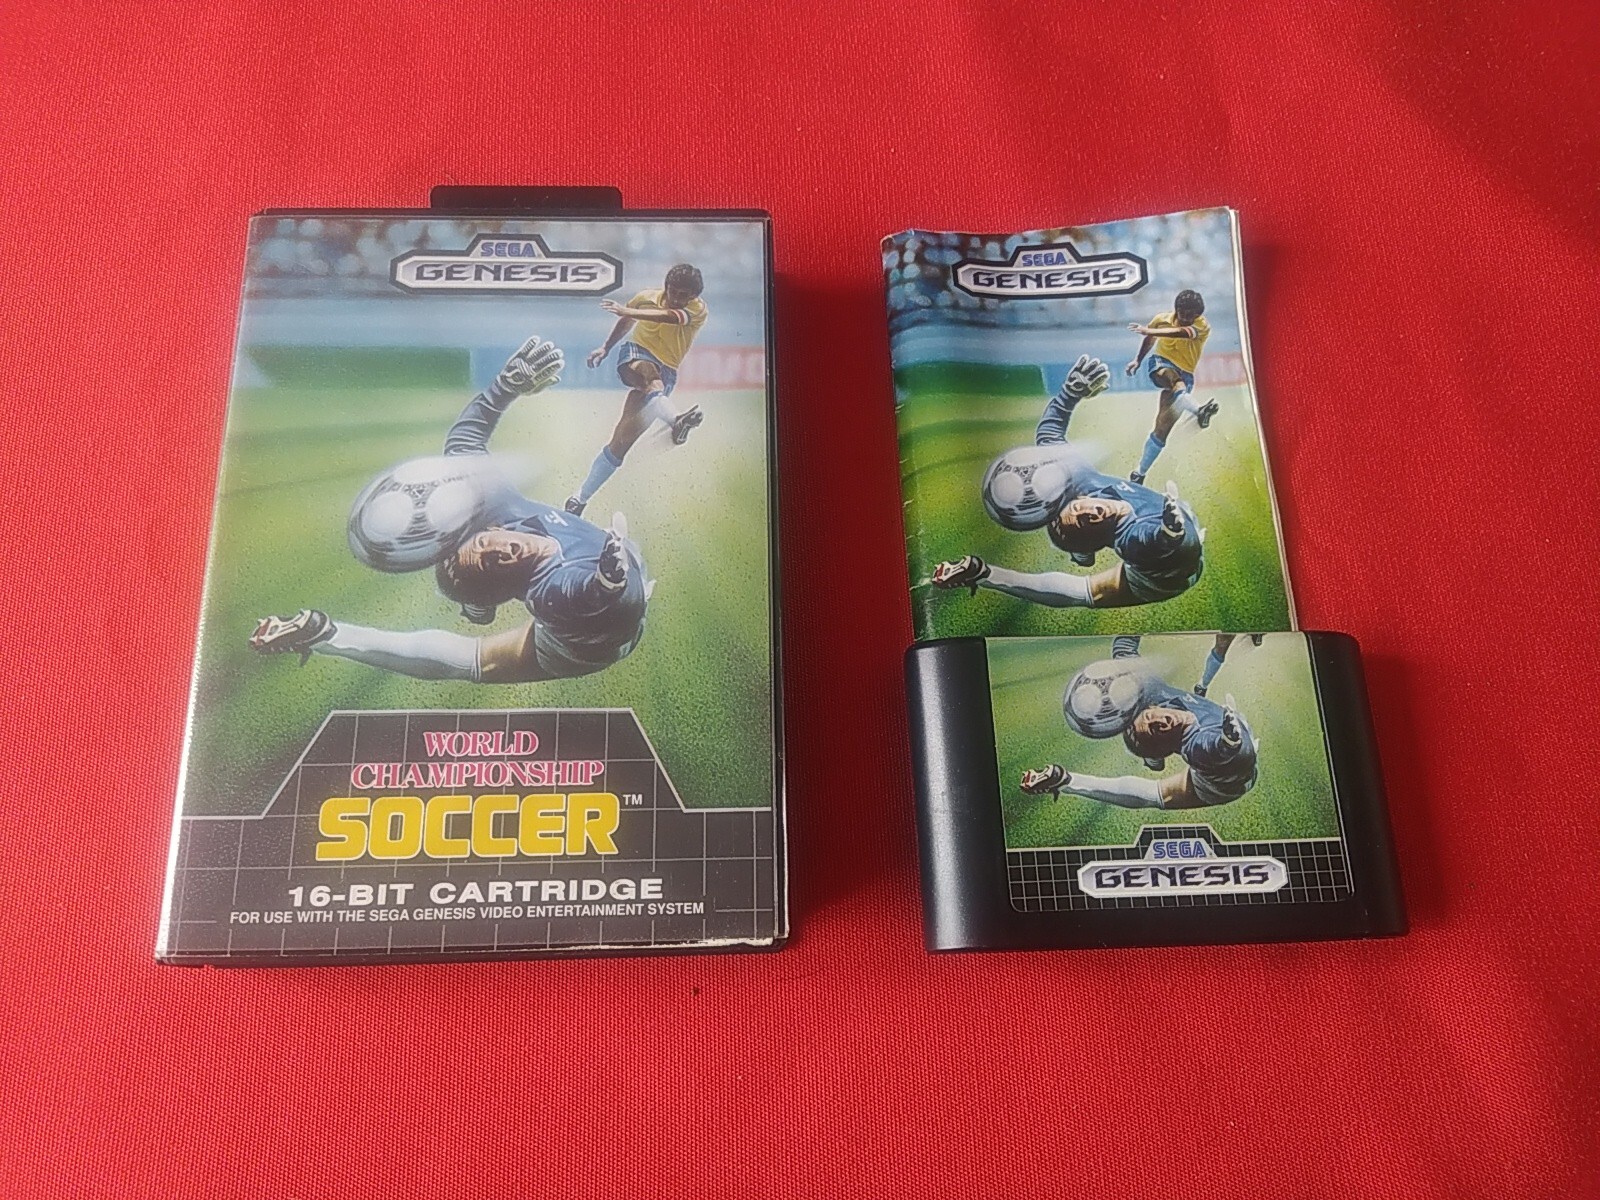 SEGA
GENESIS
WORLD
CHAMPIONSHIP
SOCCER™
16-BIT CARTRIDGE
FOR USE WITH THE SEGA GENESIS VIDEO ENTERTAINMENT SYSTEM
SEGA
GENESIS
SEGA
GENESIS